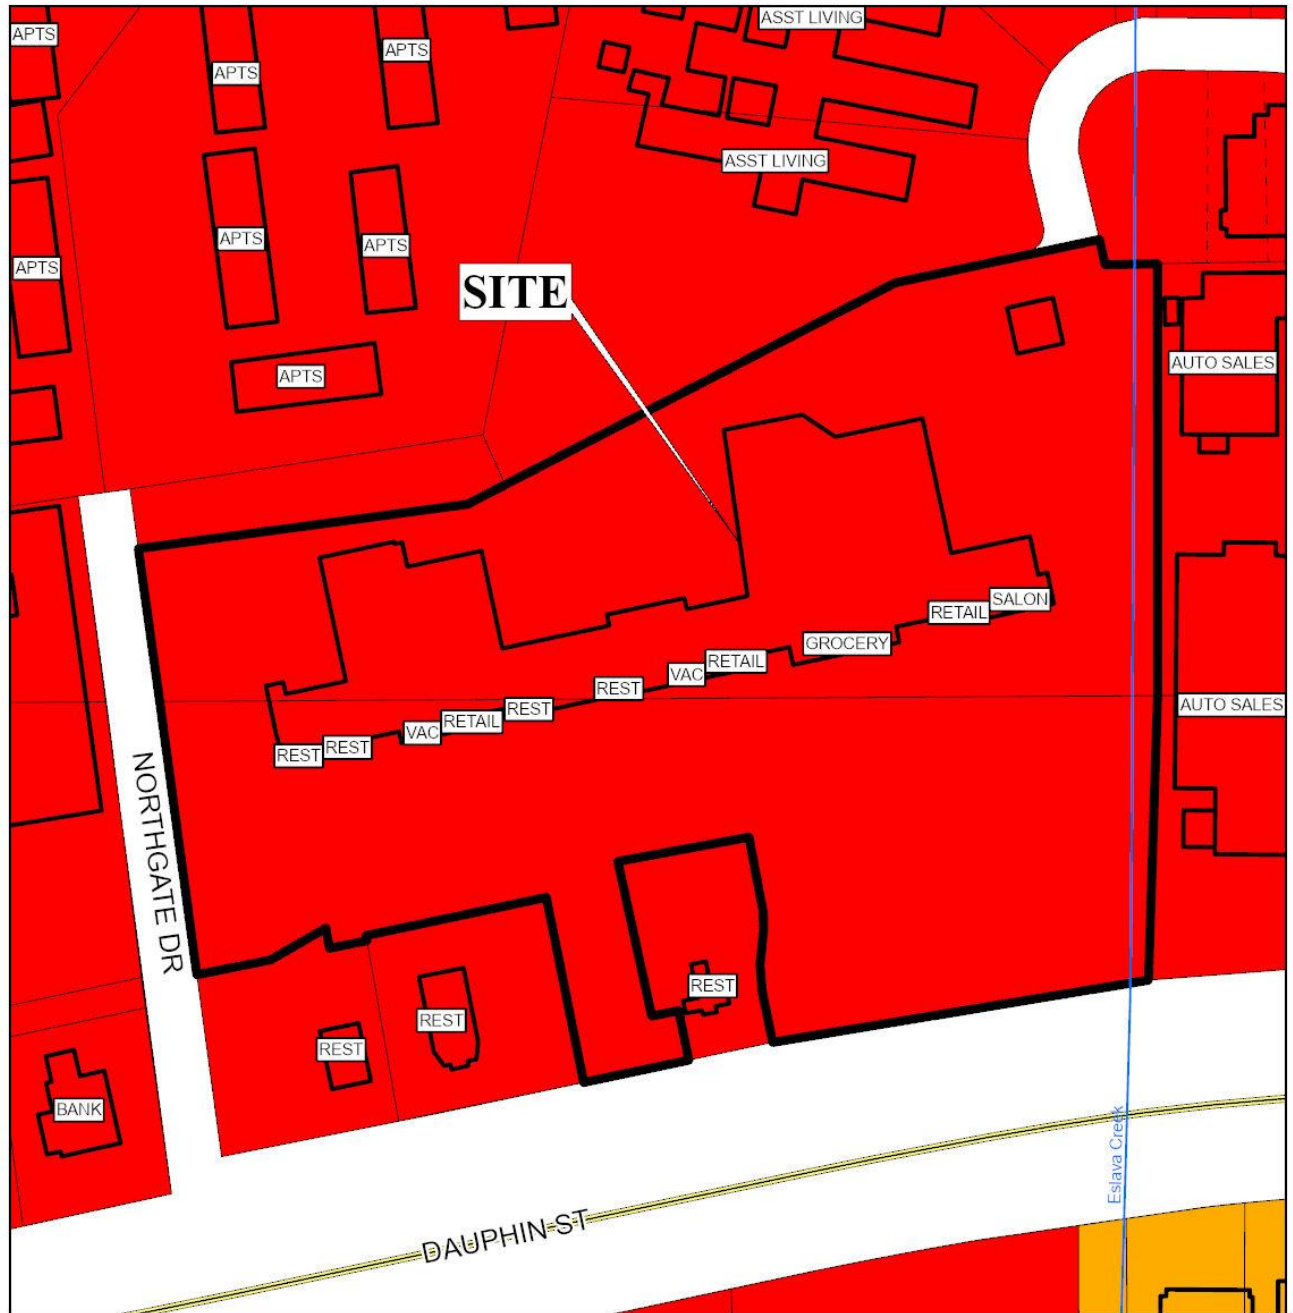 APTS
ASST LIVING
APTS
APTS
ASST LIVING
APTS
APTS
APTS
SITE
AUTO SALES
APTS
SALON
RETAIL
GROCERY
RETAIL
VAC
REST
REST
RETAIL
VAC
REST
REST
AUTO SALES
NORTHGATE DR
REST
REST
REST
BANK
Eslava Creek
DAUPHIN ST